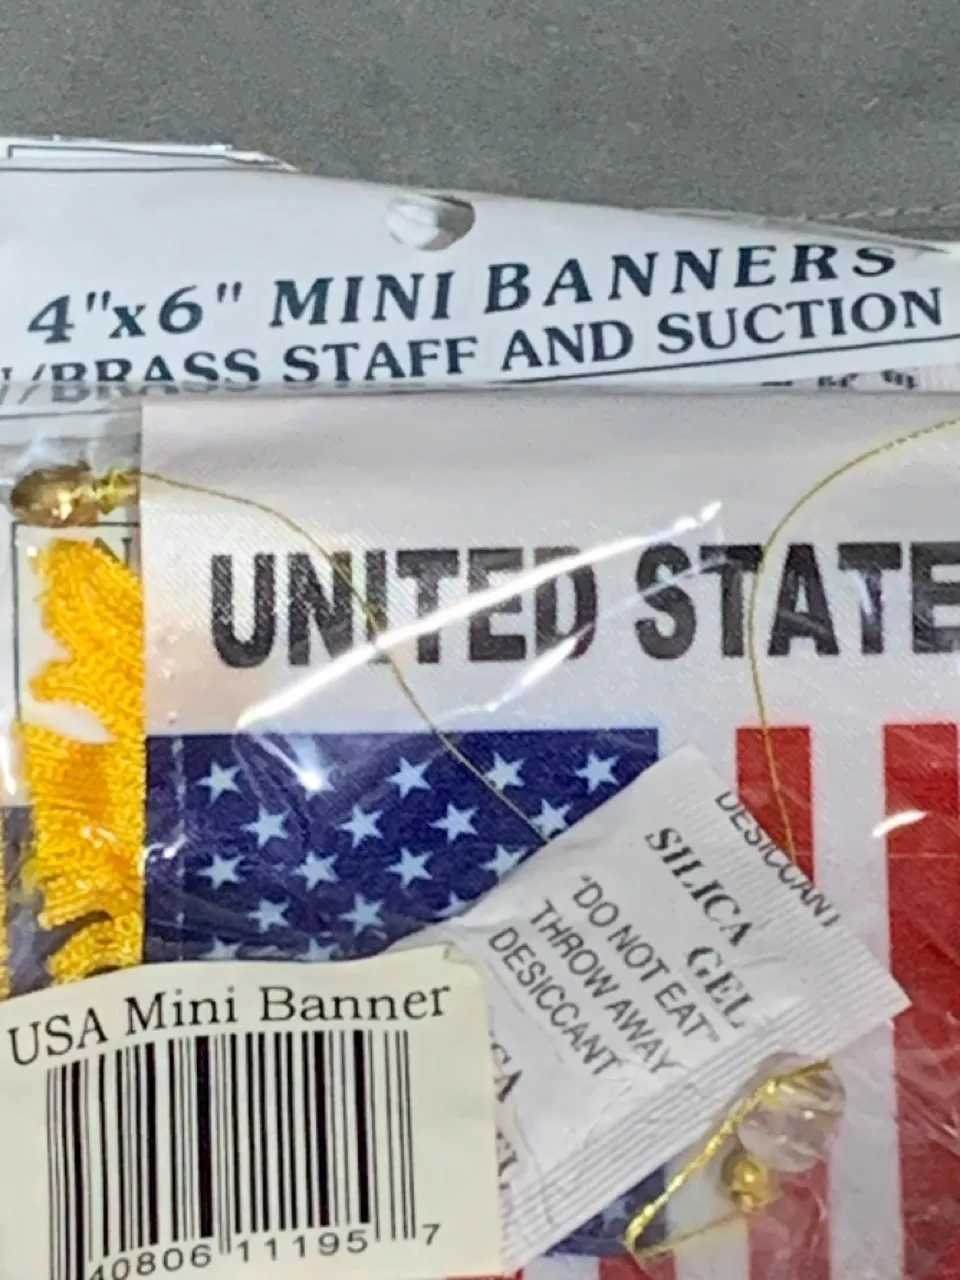 4"x6" MINI BANNERS
W/BRASS STAFF AND SUCTION
UNITED STATE
DESICCANT
SILICA GEL
"DO NOT EAT"
THROW AWAY
DESICCANT
USA Mini Banner
40806 11195 7